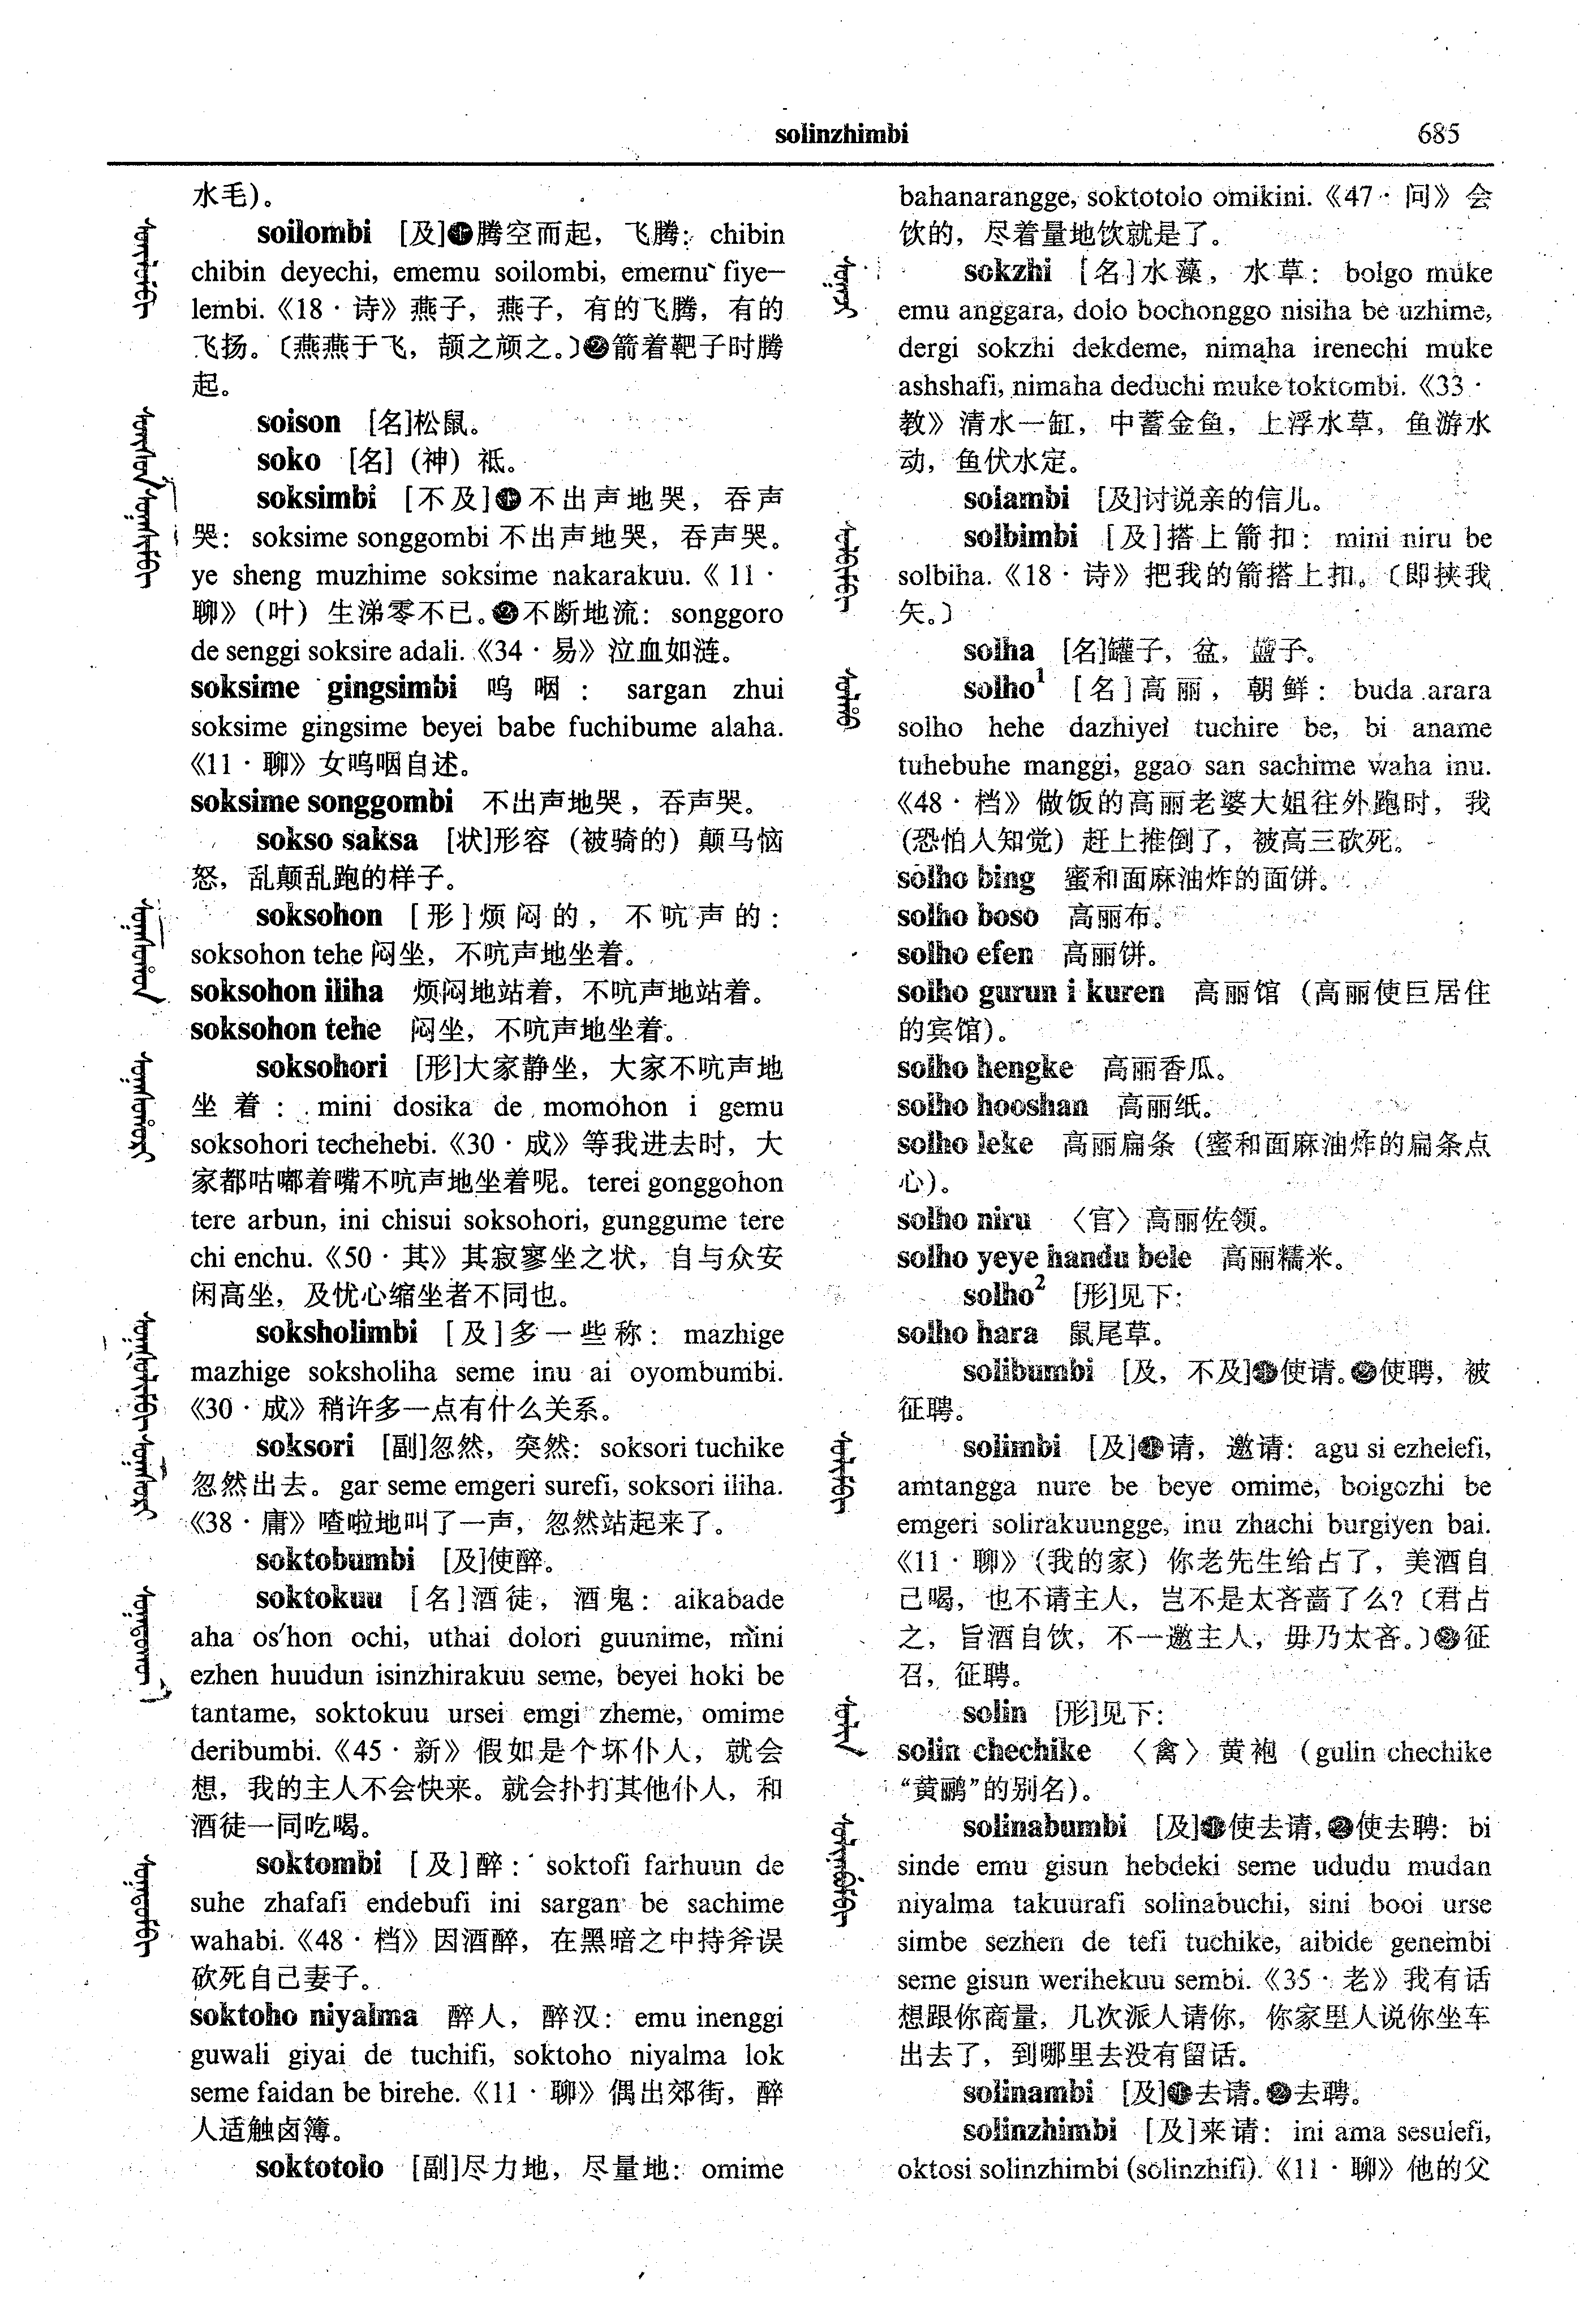 solinzhimbi 685
水毛)。
soilombi [及]❶腾空而起，飞腾：chibin
chibin deyechi, ememu soilombi, ememu fiye–
lembi.《18·诗》燕子，燕子，有的飞腾，有的
飞扬。〔燕燕于飞，颉之颃之。〕❷箭着靶子时腾
起。
soison [名]松鼠。
soko [名]（神）祗。
soksimbi [不及]❶不出声地哭，吞声
哭：soksime songgombi 不出声地哭，吞声哭。
ye sheng muzhime soksime nakarakuu.《11·
聊》（叶）生涕零不已。❷不断地流：songgoro
de senggi soksire adali.《34·易》泣血如涟。
soksime gingsimbi 呜咽：sargan zhui
soksime gingsime beyei babe fuchibume alaha.
《11·聊》女呜咽自述。
soksime songgombi 不出声地哭，吞声哭。
sokso saksa [状]形容（被骑的）颠马恼
怒，乱颠乱跑的样子。
soksohon [形]烦闷的，不吭声的：
soksohon tehe 闷坐，不吭声地坐着。
soksohon iliha 烦闷地站着，不吭声地站着。
soksohon tehe 闷坐，不吭声地坐着。
soksohori [形]大家静坐，大家不吭声地
坐着：mini dosika de momohon i gemu
soksohori techehebi.《30·成》等我进去时，大
家都咕嘟着嘴不吭声地坐着呢。terei gonggohon
tere arbun, ini chisui soksohori, gunggume tere
chi enchu.《50·其》其寂寥坐之状，自与众安
闲高坐，及忧心缩坐者不同也。
soksholimbi [及]多一些称：mazhige
mazhige soksholiha seme inu ai oyombumbi.
《30·成》稍许多一点有什么关系。
soksori [副]忽然，突然：soksori tuchike
忽然出去。gar seme emgeri surefi, soksori iliha.
《38·庸》喳啦地叫了一声，忽然站起来了。
soktobumbi [及]使醉。
soktokuu [名]酒徒，酒鬼：aikabade
aha os'hon ochi, uthai dolori guunime, mini
ezhen huudun isinzhirakuu seme, beyei hoki be
tantame, soktokuu ursei emgi zheme, omime
deribumbi.《45·新》假如是个坏仆人，就会
想，我的主人不会快来。就会扑打其他仆人，和
酒徒一同吃喝。
soktombi [及]醉：soktofi farhuun de
suhe zhafafi endebufi ini sargan be sachime
wahabi.《48·档》因酒醉，在黑暗之中持斧误
砍死自己妻子。
soktoho niyalma 醉人，醉汉：emu inenggi
guwali giyai de tuchifi, soktoho niyalma lok
seme faidan be birehe.《11·聊》偶出郊街，醉
人适触卤簿。
soktotolo [副]尽力地，尽量地：omime
bahanarangge, soktotolo omikini.《47·问》会
饮的，尽着量地饮就是了。
sokzhi [名]水藻，水草：bolgo muke
emu anggara, dolo bochonggo nisiha be uzhime,
dergi sokzhi dekdeme, nimaha irenechi muke
ashshafi, nimaha deduchi muke toktombi.《33·
教》清水一缸，中蓄金鱼，上浮水草，鱼游水
动，鱼伏水定。
solambi [及]讨说亲的信儿。
solbimbi [及]搭上箭扣：mini niru be
solbiha.《18·诗》把我的箭搭上扣。〔即挟我
矢。〕
solha [名]罐子，盆，盝子。
solho¹ [名]高丽，朝鲜：buda arara
solho hehe dazhiyei tuchire be, bi aname
tuhebuhe manggi, ggao san sachime waha inu.
《48·档》做饭的高丽老婆大姐往外跑时，我
（恐怕人知觉）赶上推倒了，被高三砍死。
solho bing 蜜和面麻油炸的面饼。
solho boso 高丽布。
solho efen 高丽饼。
solho gurun i kuren 高丽馆（高丽使臣居住
的宾馆）。
solho hengke 高丽香瓜。
solho hooshan 高丽纸。
solho leke 高丽扁条（蜜和面麻油炸的扁条点
心）。
solho niru 〈官〉高丽佐领。
solho yeye handu bele 高丽糯米。
solho² [形]见下：
solho hara 鼠尾草。
solibumbi [及，不及]❶使请。❷使聘，被
征聘。
solimbi [及]❶请，邀请：agu si ezhelefi,
amtangga nure be beye omime, boigozhi be
emgeri solirakuungge, inu zhachi burgiyen bai.
《11·聊》（我的家）你老先生给占了，美酒自
己喝，也不请主人，岂不是太吝啬了么？〔君占
之，旨酒自饮，不一邀主人，毋乃太吝。〕❷征
召，征聘。
solin [形]见下：
solin chechike 〈禽〉黄袍（gulin chechike
“黄鹂”的别名）。
solinabumbi [及]❶使去请，❷使去聘：bi
sinde emu gisun hebdeki seme ududu mudan
niyalma takuurafi solinabuchi, sini booi urse
simbe sezhen de tefi tuchike, aibide genembi
seme gisun werihekuu sembi.《35·老》我有话
想跟你商量，几次派人请你，你家里人说你坐车
出去了，到哪里去没有留话。
solinambi [及]❶去请。❷去聘。
solinzhimbi [及]来请：ini ama sesulefi,
oktosi solinzhimbi (solinzhifi).《11·聊》他的父